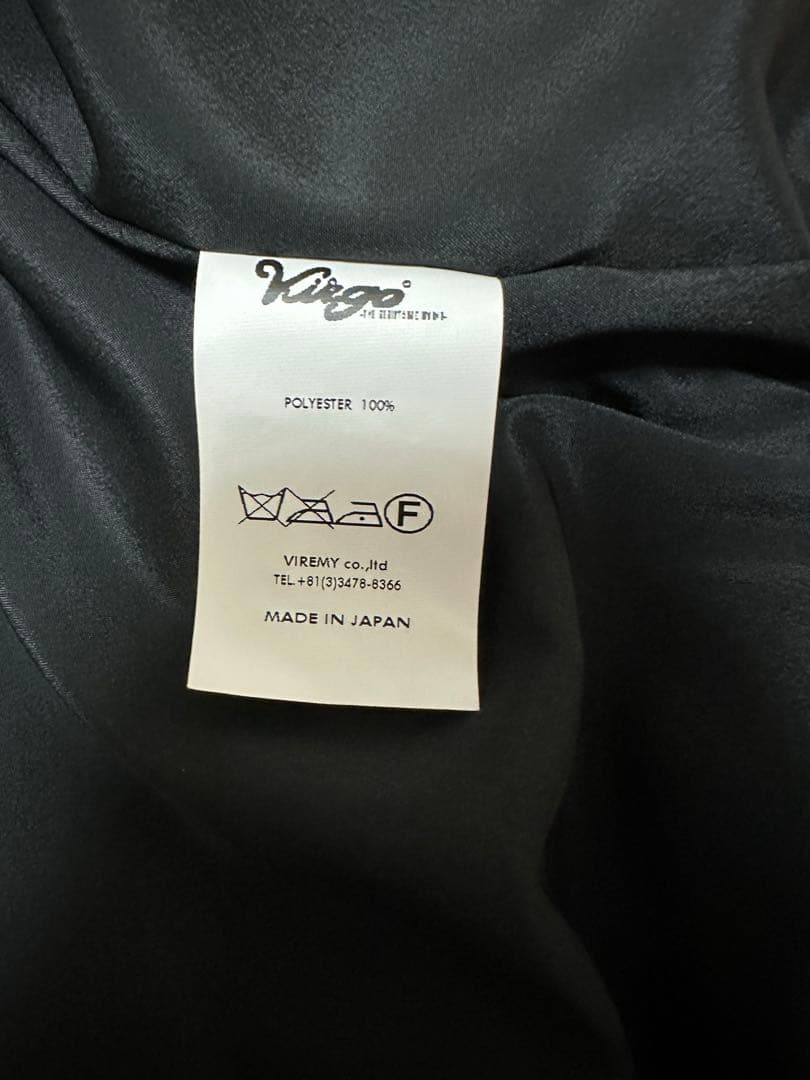 Virgo
POLYESTER 100%
F
VIREMY co.,ltd
TEL.+81(3)3478-8366
MADE IN JAPAN